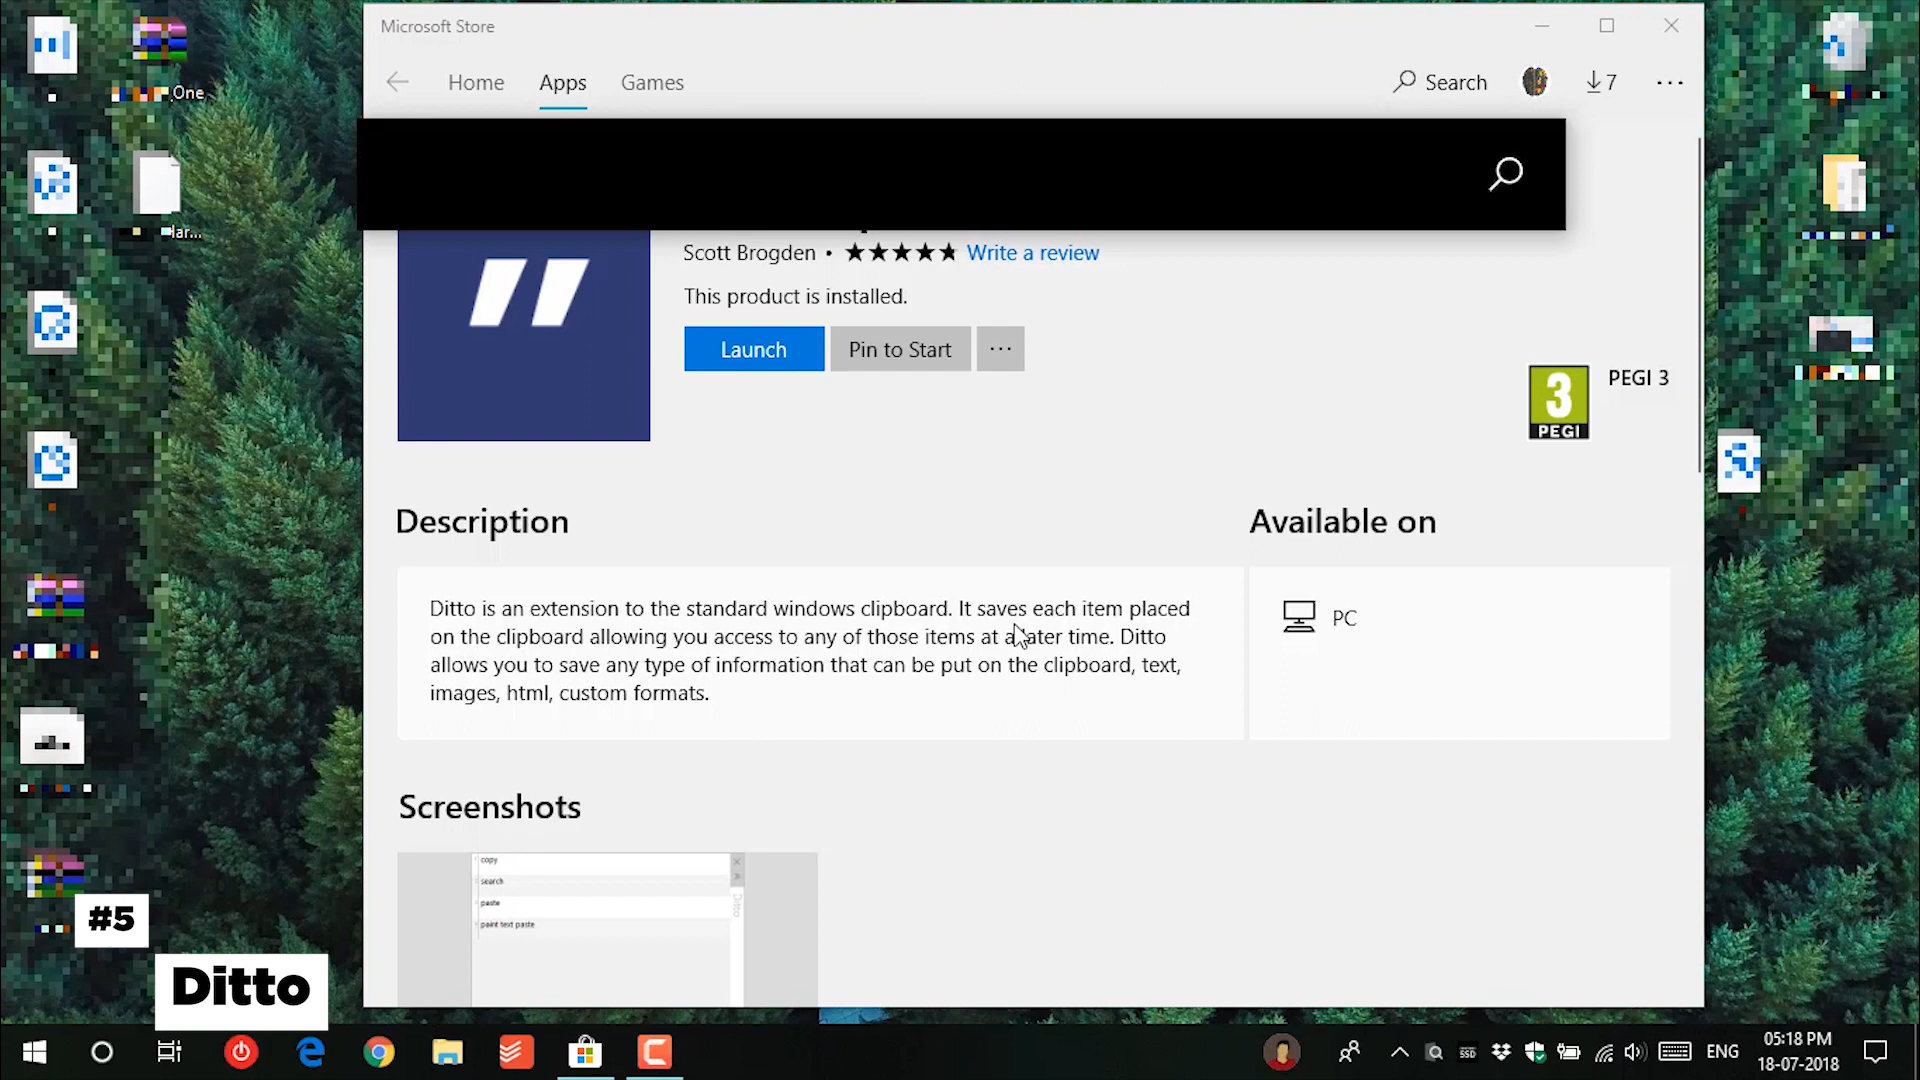 Microsoft Store
Home Apps Games
Search
7
One
Scott Brogden • Write a review
This product is installed.
Launch
Pin to Start
3
PEGI
PEGI 3
Description
Available on
Ditto is an extension to the standard windows clipboard. It saves each item placed
on the clipboard allowing you access to any of those items at a later time. Ditto
allows you to save any type of information that can be put on the clipboard, text,
images, html, custom formats.
PC
Screenshots
copy
search
paste
paint text paste
Ditto
#5
Ditto
SSD
ENG
05:18 PM
18-07-2018